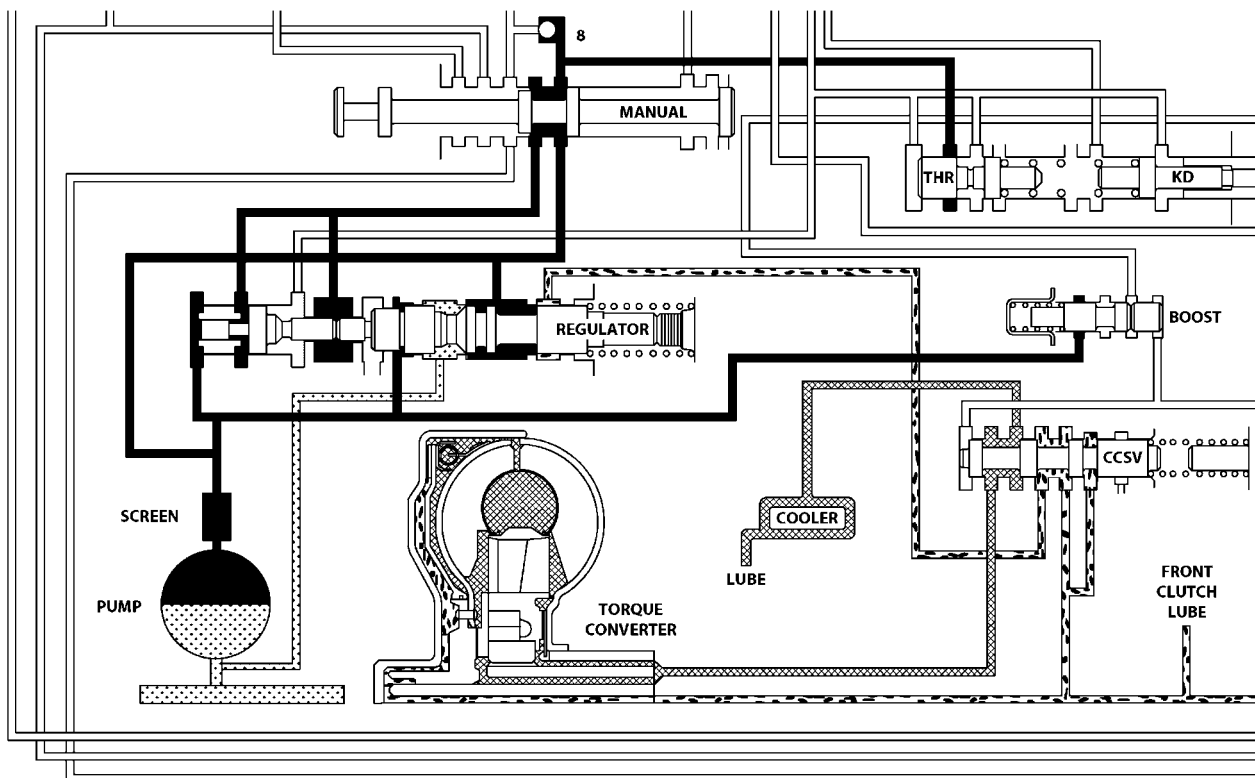 8
MANUAL
THR
KD
REGULATOR
BOOST
CCSV
SCREEN
COOLER
LUBE
PUMP
TORQUE
CONVERTER
FRONT
CLUTCH
LUBE